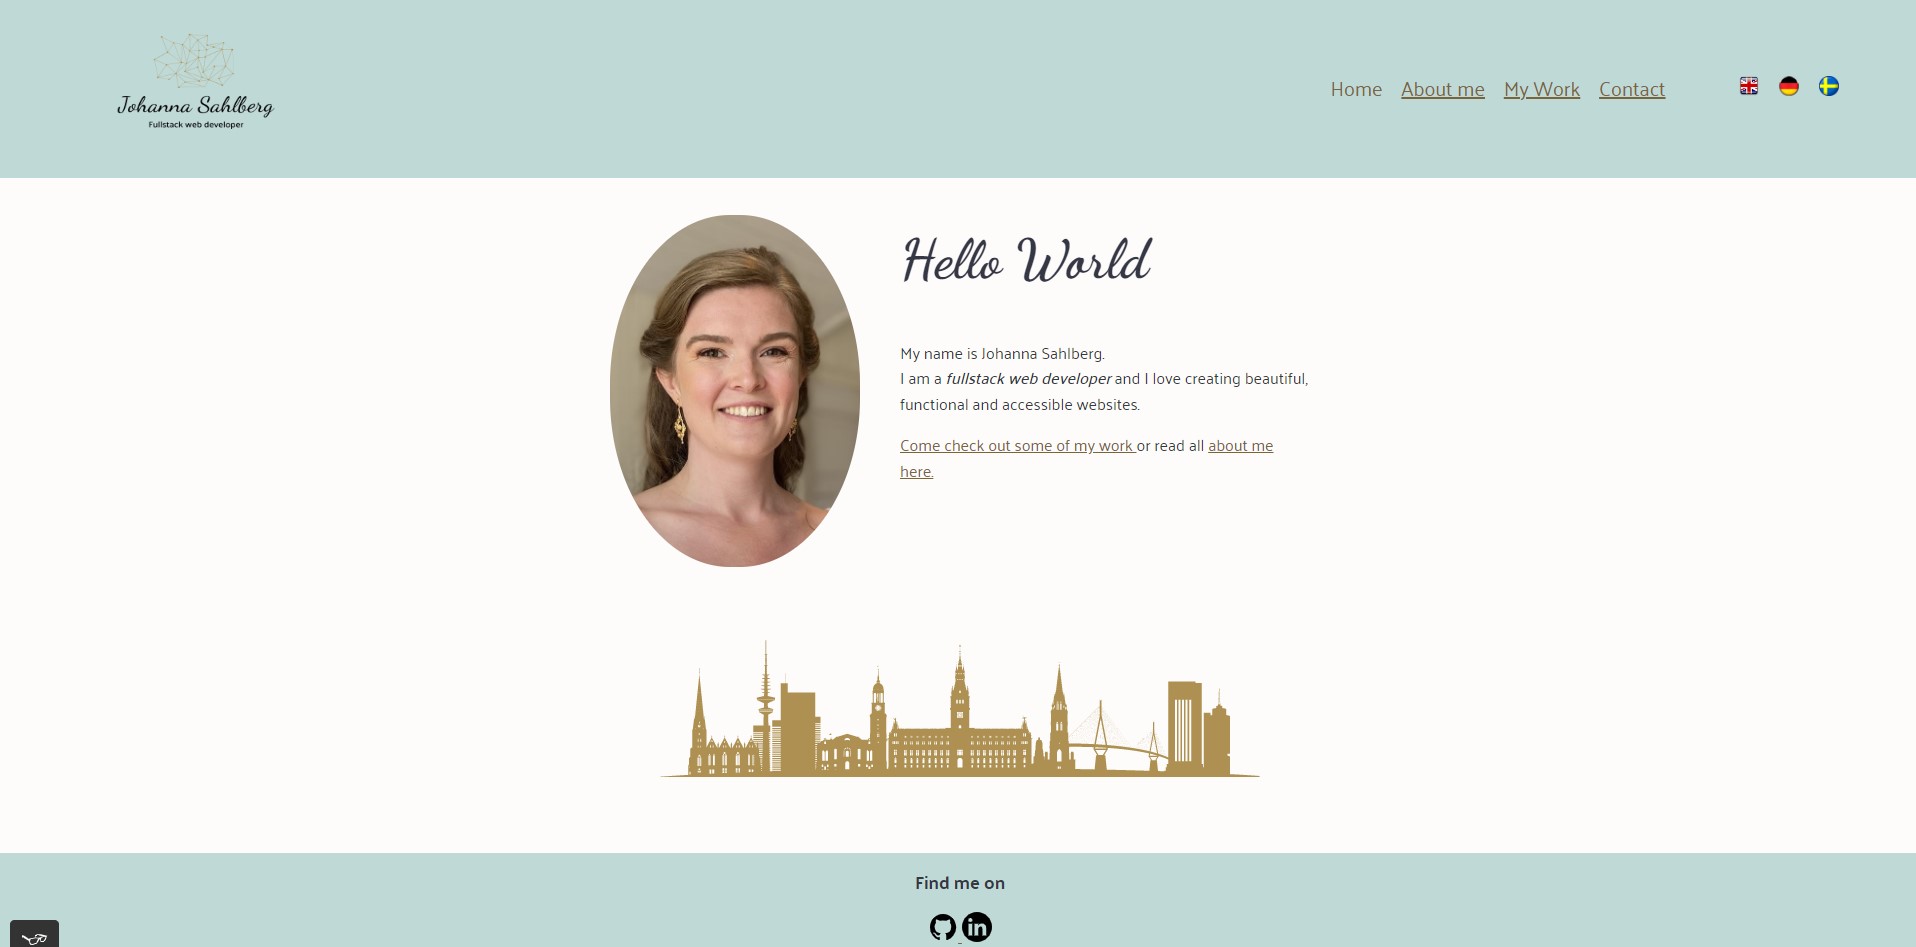 Johanna Sahlberg
Fullstack web developer
Home About me My Work Contact
Hello World
My name is Johanna Sahlberg.
I am a fullstack web developer and I love creating beautiful,
functional and accessible websites.
Come check out some of my work or read all about me
here.
Find me on
in